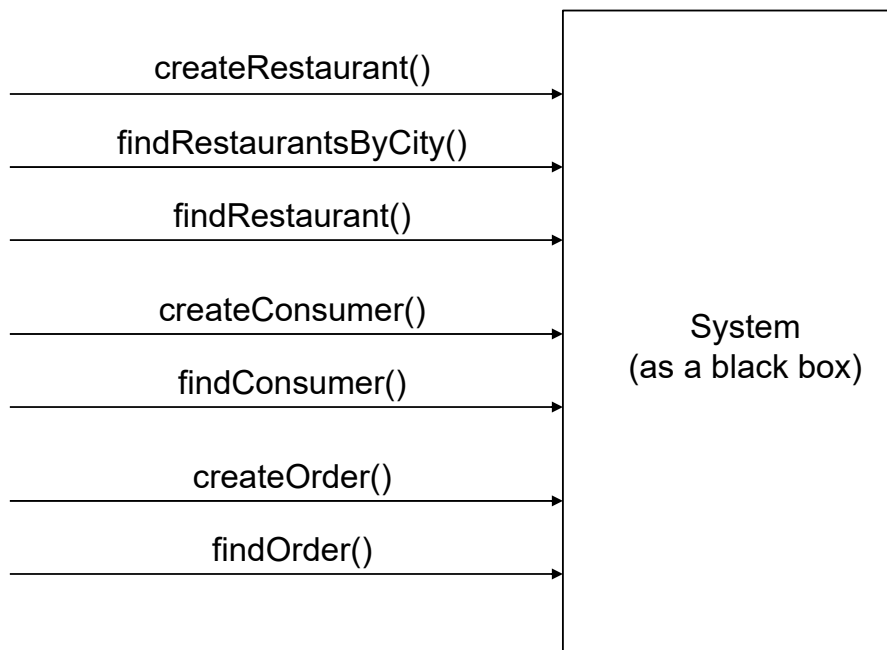 createRestaurant()
findRestaurantsByCity()
findRestaurant()
createConsumer()
findConsumer()
createOrder()
findOrder()
System
(as a black box)